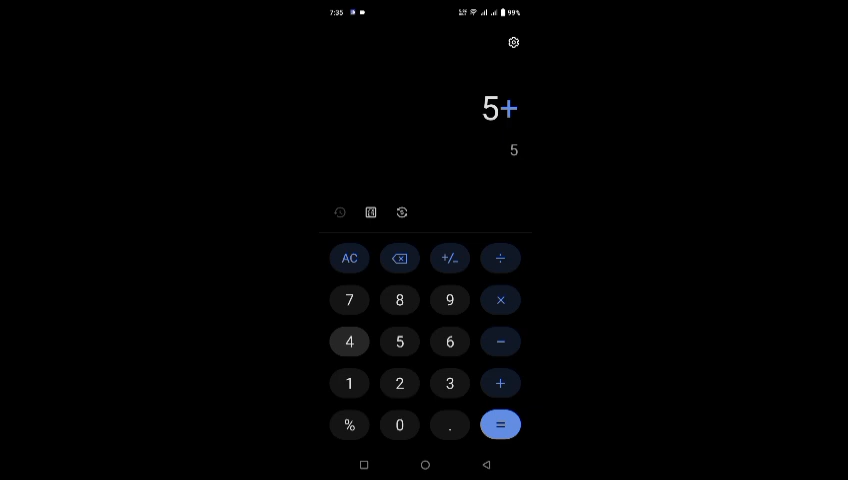 7:35 99%
5+
5
AC +/- ÷
7 8 9 ×
4 5 6 −
1 2 3 +
% 0 . =